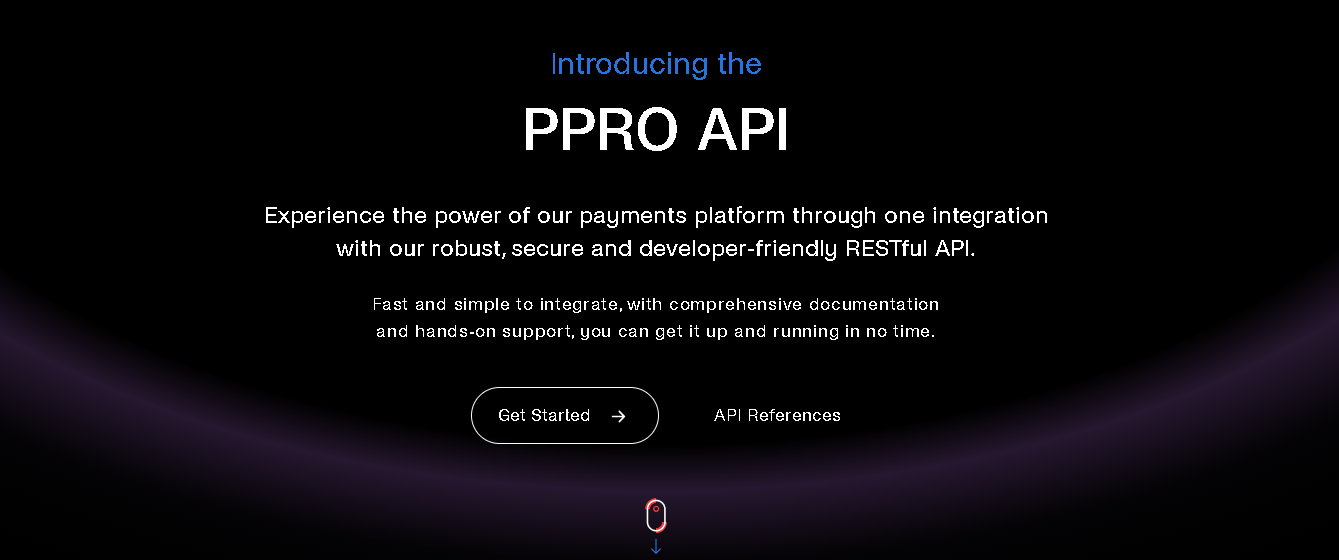 Introducing the
PPRO API
Experience the power of our payments platform through one integration
with our robust, secure and developer-friendly RESTful API.
Fast and simple to integrate, with comprehensive documentation
and hands-on support, you can get it up and running in no time.
Get Started → API References